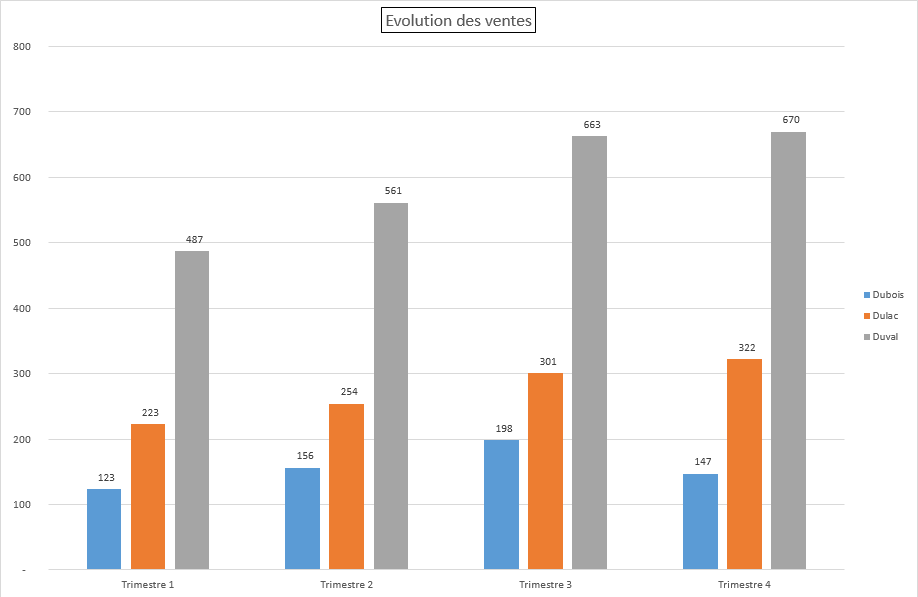 Evolution des ventes
800
700
600
500
400
300
200
100
-
123
223
487
156
254
561
198
301
663
147
322
670
Trimestre 1
Trimestre 2
Trimestre 3
Trimestre 4
Dubois
Dulac
Duval